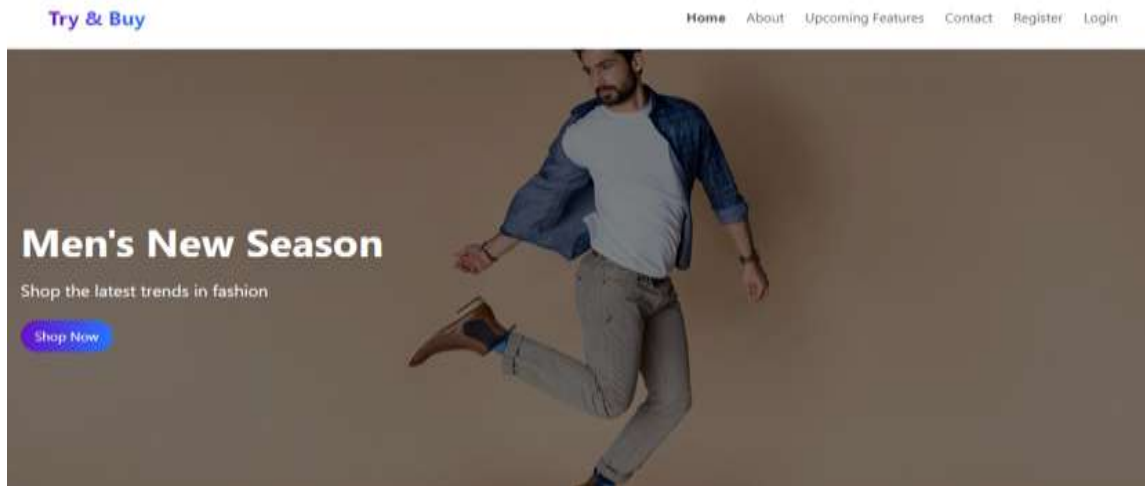 Try & Buy
Home About Upcoming Features Contact Register Login
Men's New Season
Shop the latest trends in fashion
Shop Now